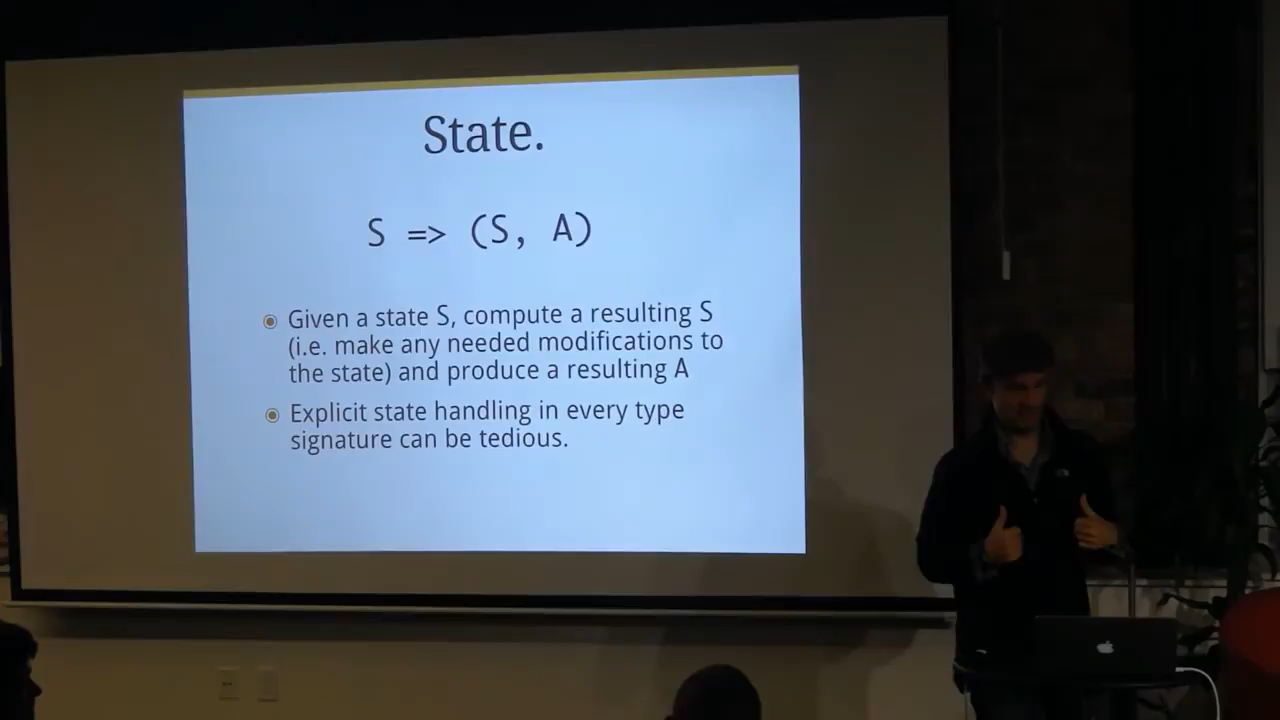 State.
S => (S, A)
Given a state S, compute a resulting S
(i.e. make any needed modifications to
the state) and produce a resulting A
Explicit state handling in every type
signature can be tedious.